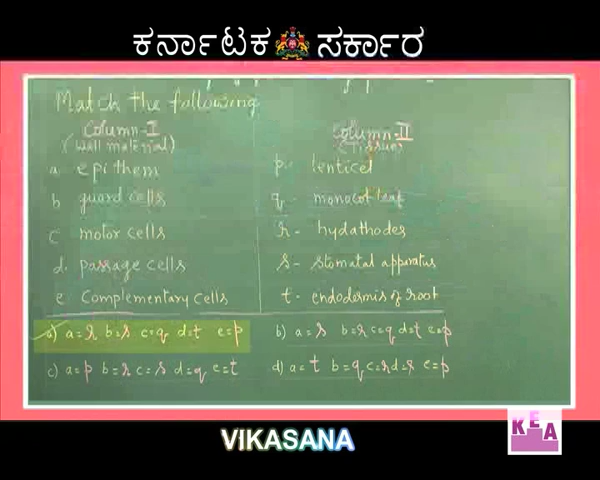 ಕರ್ನಾಟಕ ಸರ್ಕಾರ
Match the following
Column-I Column-II
(Wall material) (Tissue)
a epithem p- lenticel
b guard cells q- monocot leaf
c motor cells r- hydathodes
d. passage cells s- stomatal apparatus
e Complementary cells t- endodermis of root
a) a=r b=s c=q d=t e=p b) a=s b=r c=q d=t e=p
c) a=p b=r c=s d=q e=t d) a=t b=q c=r d=s e=p
KEA
VIKASANA